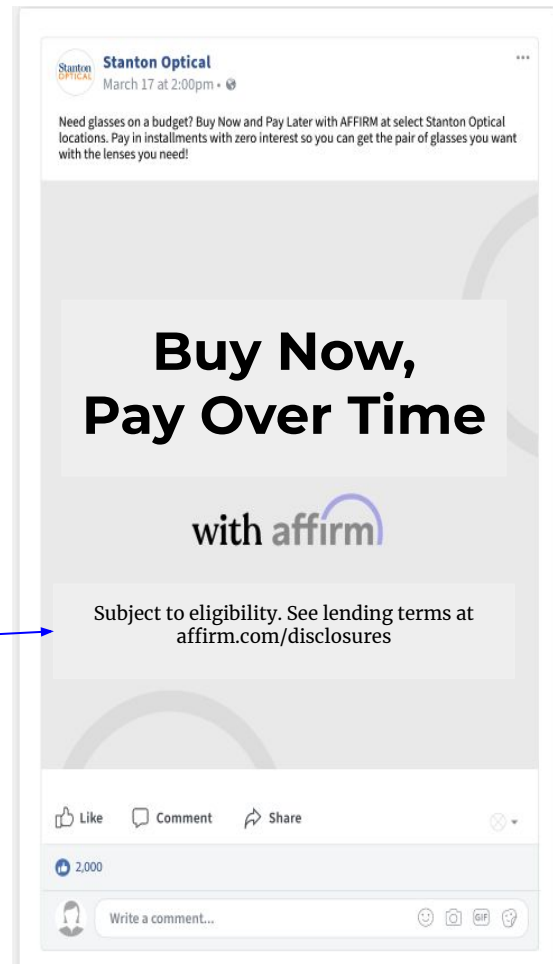 Stanton
OPTICAL
Stanton Optical
March 17 at 2:00pm •
Need glasses on a budget? Buy Now and Pay Later with AFFIRM at select Stanton Optical
locations. Pay in installments with zero interest so you can get the pair of glasses you want
with the lenses you need!
Buy Now,
Pay Over Time
with affirm
Subject to eligibility. See lending terms at
affirm.com/disclosures
Like Comment Share
2,000
Write a comment... GIF